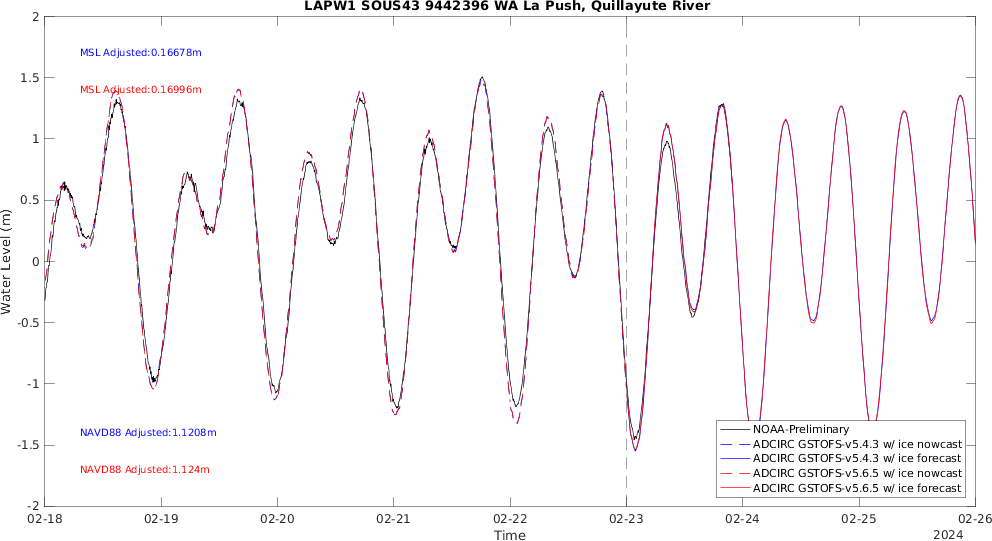 LAPW1 SOUS43 9442396 WA La Push, Quillayute River
2
1.5
1
0.5
0
-0.5
-1
-1.5
-2
Water Level (m)
MSL Adjusted:0.16678m
MSL Adjusted:0.16996m
NAVD88 Adjusted:1.1208m
NAVD88 Adjusted:1.124m
NOAA-Preliminary
ADCIRC GSTOFS-v5.4.3 w/ ice nowcast
ADCIRC GSTOFS-v5.4.3 w/ ice forecast
ADCIRC GSTOFS-v5.6.5 w/ ice nowcast
ADCIRC GSTOFS-v5.6.5 w/ ice forecast
02-18 02-19 02-20 02-21 02-22 02-23 02-24 02-25 02-26
Time
2024